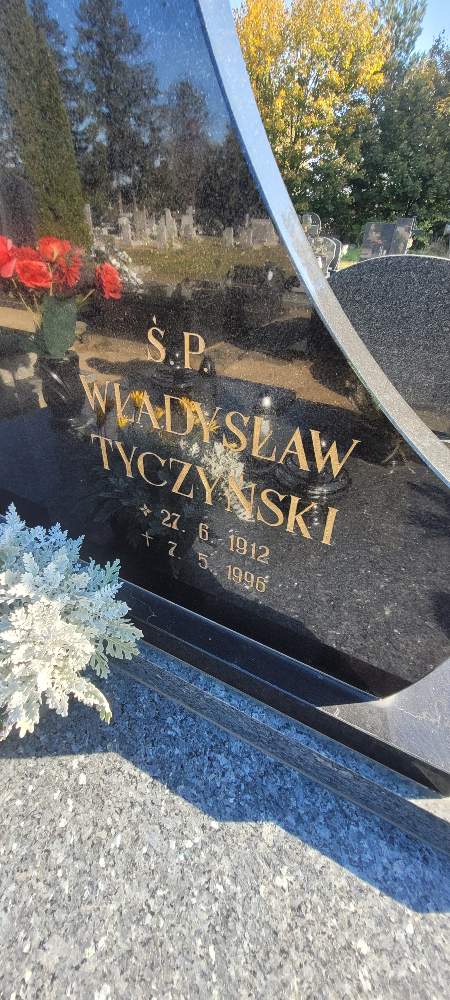 Ś.P.
WŁADYSŁAW
TYCZYŃSKI
* 27 6 1912
+ 7 5 1996